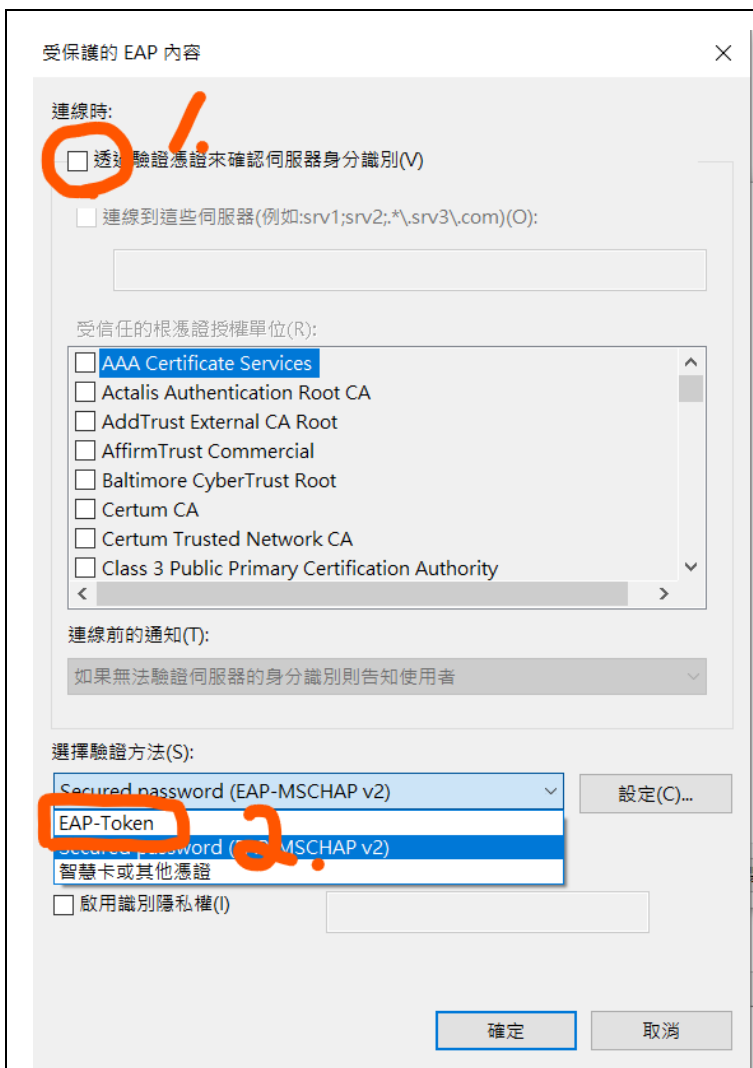 受保護的 EAP 內容
連線時:
1.
透過驗證憑證來確認伺服器身分識別(V)
連線到這些伺服器(例如:srv1;srv2;.*\.srv3\.com)(O):
受信任的根憑證授權單位(R):
AAA Certificate Services
Actalis Authentication Root CA
AddTrust External CA Root
AffirmTrust Commercial
Baltimore CyberTrust Root
Certum CA
Certum Trusted Network CA
Class 3 Public Primary Certification Authority
連線前的通知(T):
如果無法驗證伺服器的身分識別則告知使用者
選擇驗證方法(S):
Secured password (EAP-MSCHAP v2)
設定(C)...
EAP-Token
2.
Secured password (EAP-MSCHAP v2)
智慧卡或其他憑證
啟用識別隱私權(I)
確定
取消